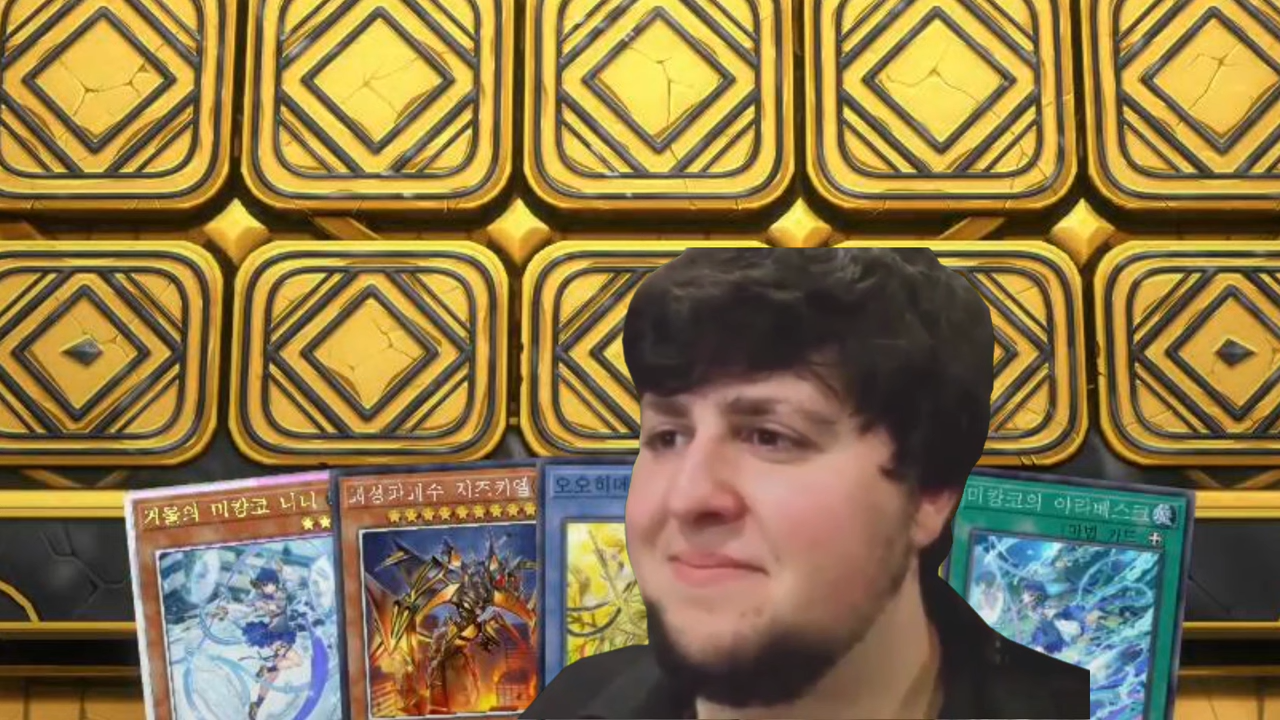 거울의 미캉코 니니
괴성파괴수 지즈키엘
오오히메
미캉코의 아라베스크
마법 카드